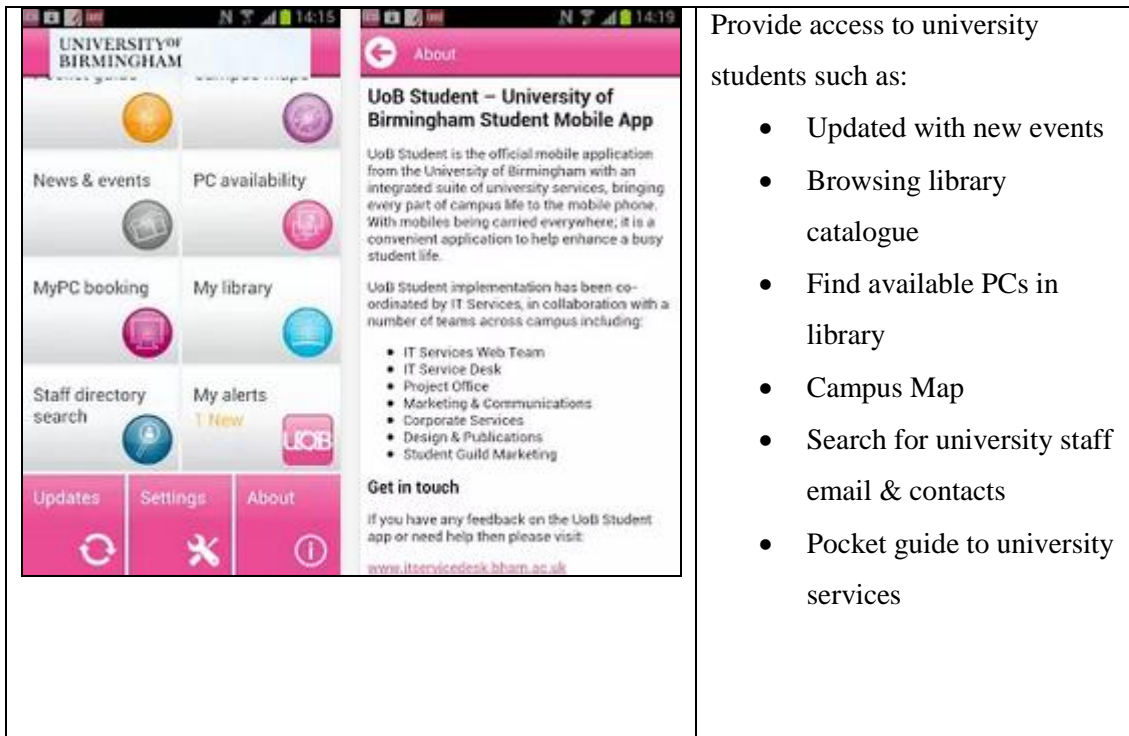 14:15
UNIVERSITY OF
BIRMINGHAM
Pocket guide
Campus maps
News & events
PC availability
MyPC booking
My library
Staff directory
search
My alerts
1 New
UOB
Updates
Settings
About
14:19
About
UoB Student – University of
Birmingham Student Mobile App
UoB Student is the official mobile application
from the University of Birmingham with an
integrated suite of university services, bringing
every part of campus life to the mobile phone.
With mobiles being carried everywhere; it is a
convenient application to help enhance a busy
student life.
UoB Student implementation has been co-
ordinated by IT Services, in collaboration with a
number of teams across campus including:
• IT Services Web Team
• IT Service Desk
• Project Office
• Marketing & Communications
• Corporate Services
• Design & Publications
• Student Guild Marketing
Get in touch
If you have any feedback on the UoB Student
app or need help then please visit:
www.itservicedesk.bham.ac.uk
Provide access to university
students such as:
• Updated with new events
• Browsing library
catalogue
• Find available PCs in
library
• Campus Map
• Search for university staff
email & contacts
• Pocket guide to university
services